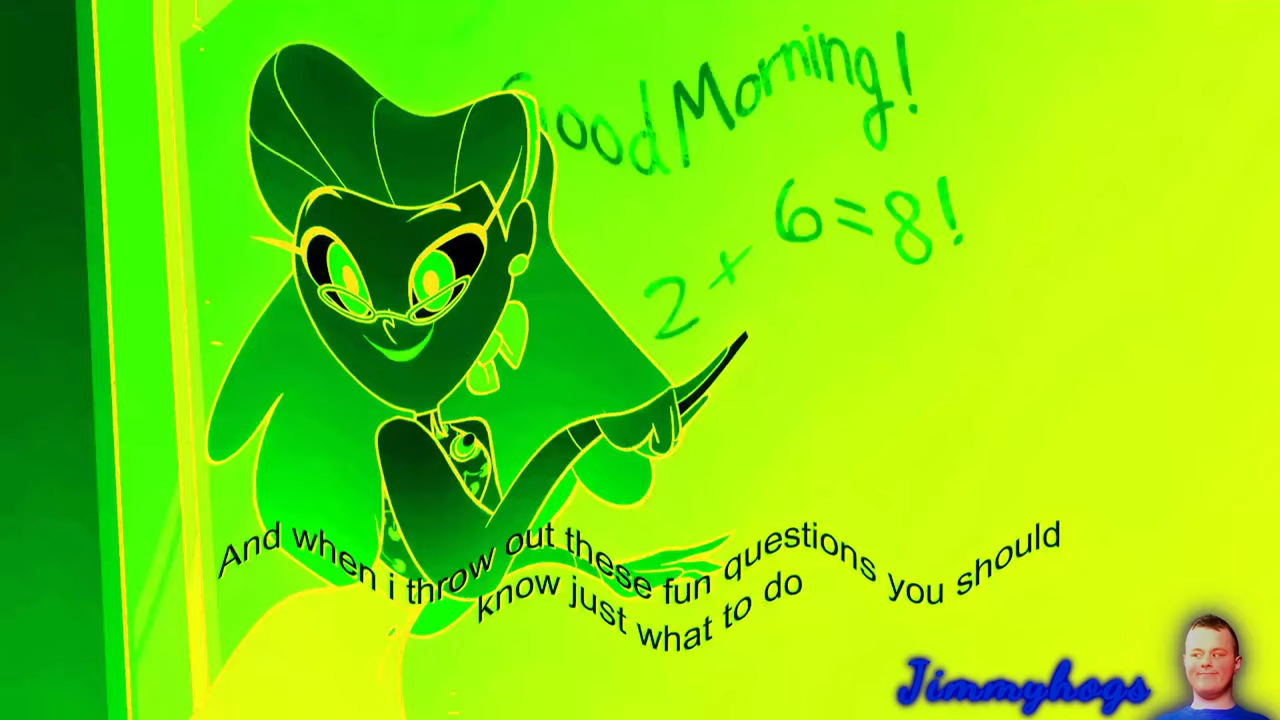 Good Morning!
2 + 6 = 8!
And when i throw out these fun questions you should
know just what to do
Jimmyhogs